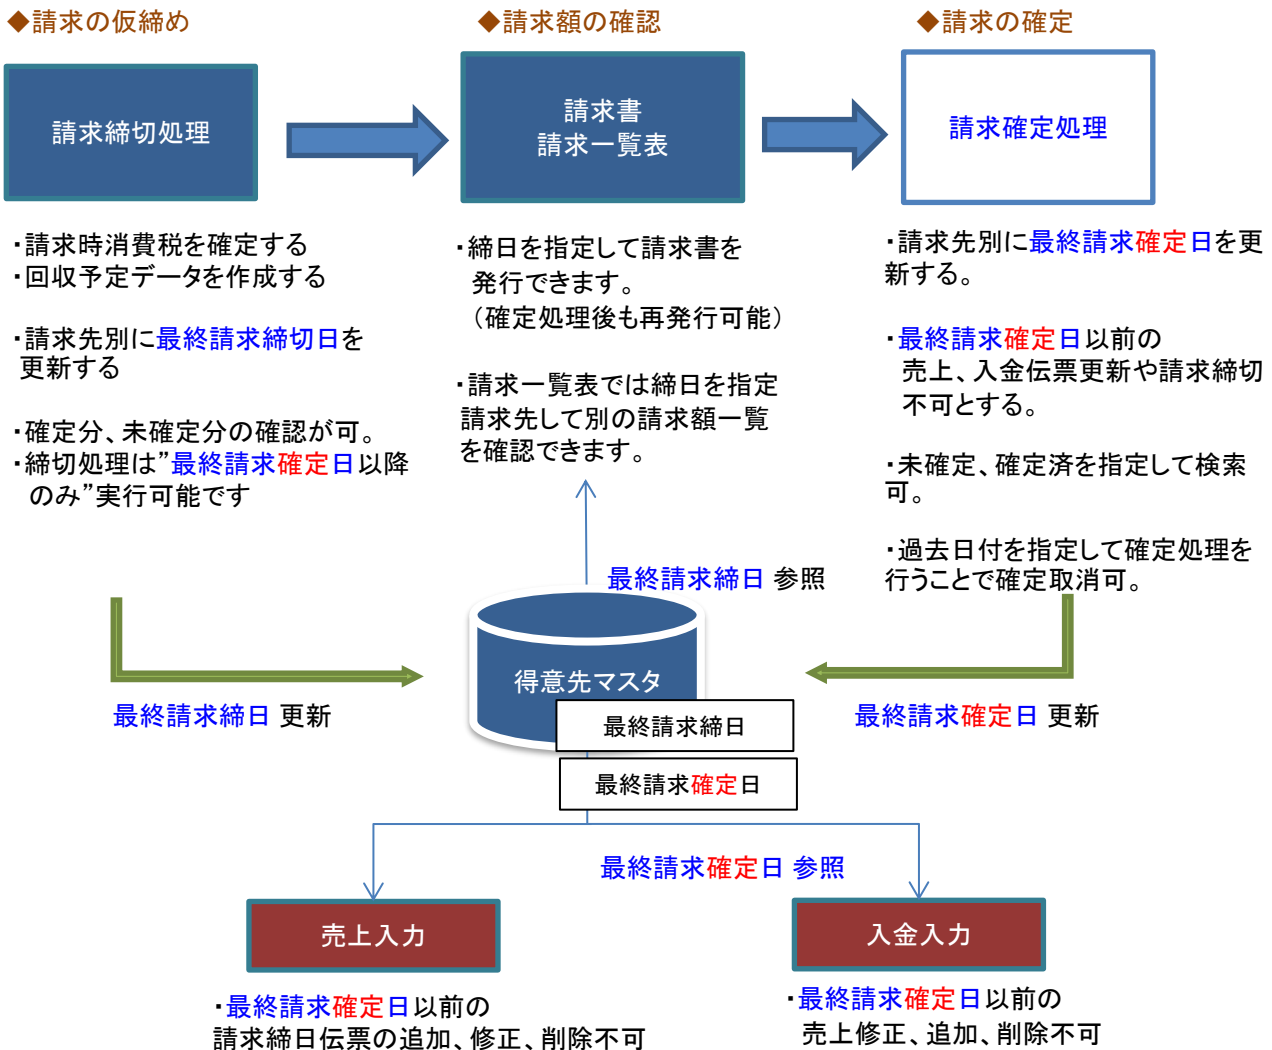 ◆請求の仮締め
◆請求額の確認
◆請求の確定
請求締切処理
請求書
請求一覧表
請求確定処理
・請求時消費税を確定する
・回収予定データを作成する
・請求先別に最終請求締切日を
更新する
・確定分、未確定分の確認が可。
・締切処理は”最終請求確定日以降
のみ”実行可能です
・締日を指定して請求書を
発行できます。
（確定処理後も再発行可能）
・請求一覧表では締日を指定
請求先して別の請求額一覧
を確認できます。
・請求先別に最終請求確定日を更
新する。
・最終請求確定日以前の
売上、入金伝票更新や請求締切
不可とする。
・未確定、確定済を指定して検索
可。
・過去日付を指定して確定処理を
行うことで確定取消可。
最終請求締日 参照
得意先マスタ
最終請求締日 更新
最終請求締日
最終請求確定日 更新
最終請求確定日
最終請求確定日 参照
売上入力
入金入力
・最終請求確定日以前の
請求締日伝票の追加、修正、削除不可
・最終請求確定日以前の
売上修正、追加、削除不可